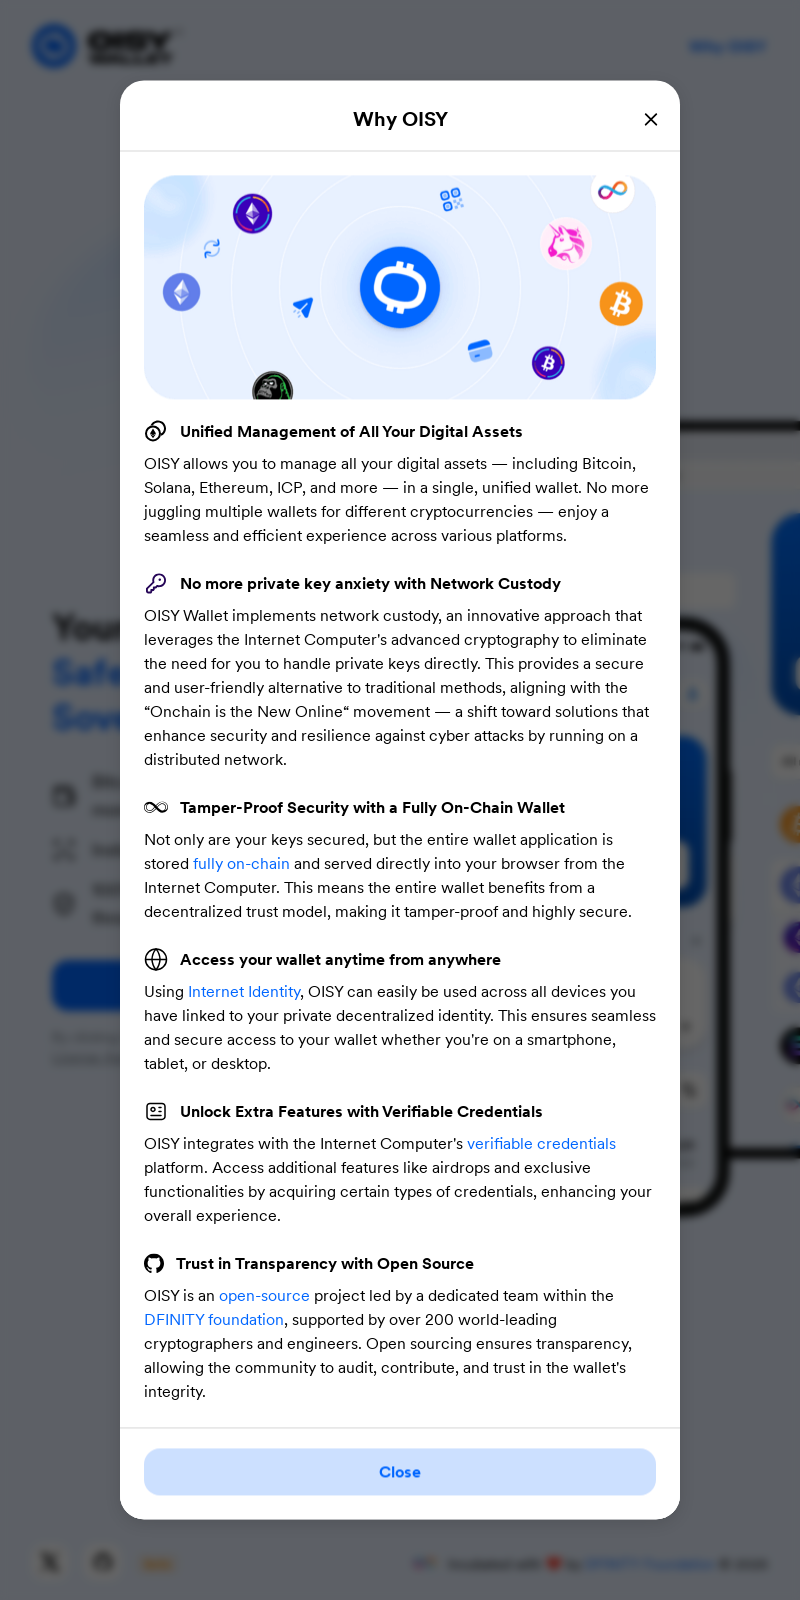 OISY
WALLET
Why OISY
Why OISY
Unified Management of All Your Digital Assets
OISY allows you to manage all your digital assets — including Bitcoin,
Solana, Ethereum, ICP, and more — in a single, unified wallet. No more
juggling multiple wallets for different cryptocurrencies — enjoy a
seamless and efficient experience across various platforms.
No more private key anxiety with Network Custody
OISY Wallet implements network custody, an innovative approach that
leverages the Internet Computer's advanced cryptography to eliminate
the need for you to handle private keys directly. This provides a secure
and user-friendly alternative to traditional methods, aligning with the
“Onchain is the New Online“ movement — a shift toward solutions that
enhance security and resilience against cyber attacks by running on a
distributed network.
Tamper-Proof Security with a Fully On-Chain Wallet
Not only are your keys secured, but the entire wallet application is
stored fully on-chain and served directly into your browser from the
Internet Computer. This means the entire wallet benefits from a
decentralized trust model, making it tamper-proof and highly secure.
Access your wallet anytime from anywhere
Using Internet Identity, OISY can easily be used across all devices you
have linked to your private decentralized identity. This ensures seamless
and secure access to your wallet whether you're on a smartphone,
tablet, or desktop.
Unlock Extra Features with Verifiable Credentials
OISY integrates with the Internet Computer's verifiable credentials
platform. Access additional features like airdrops and exclusive
functionalities by acquiring certain types of credentials, enhancing your
overall experience.
Trust in Transparency with Open Source
OISY is an open-source project led by a dedicated team within the
DFINITY foundation, supported by over 200 world-leading
cryptographers and engineers. Open sourcing ensures transparency,
allowing the community to audit, contribute, and trust in the wallet's
integrity.
Close